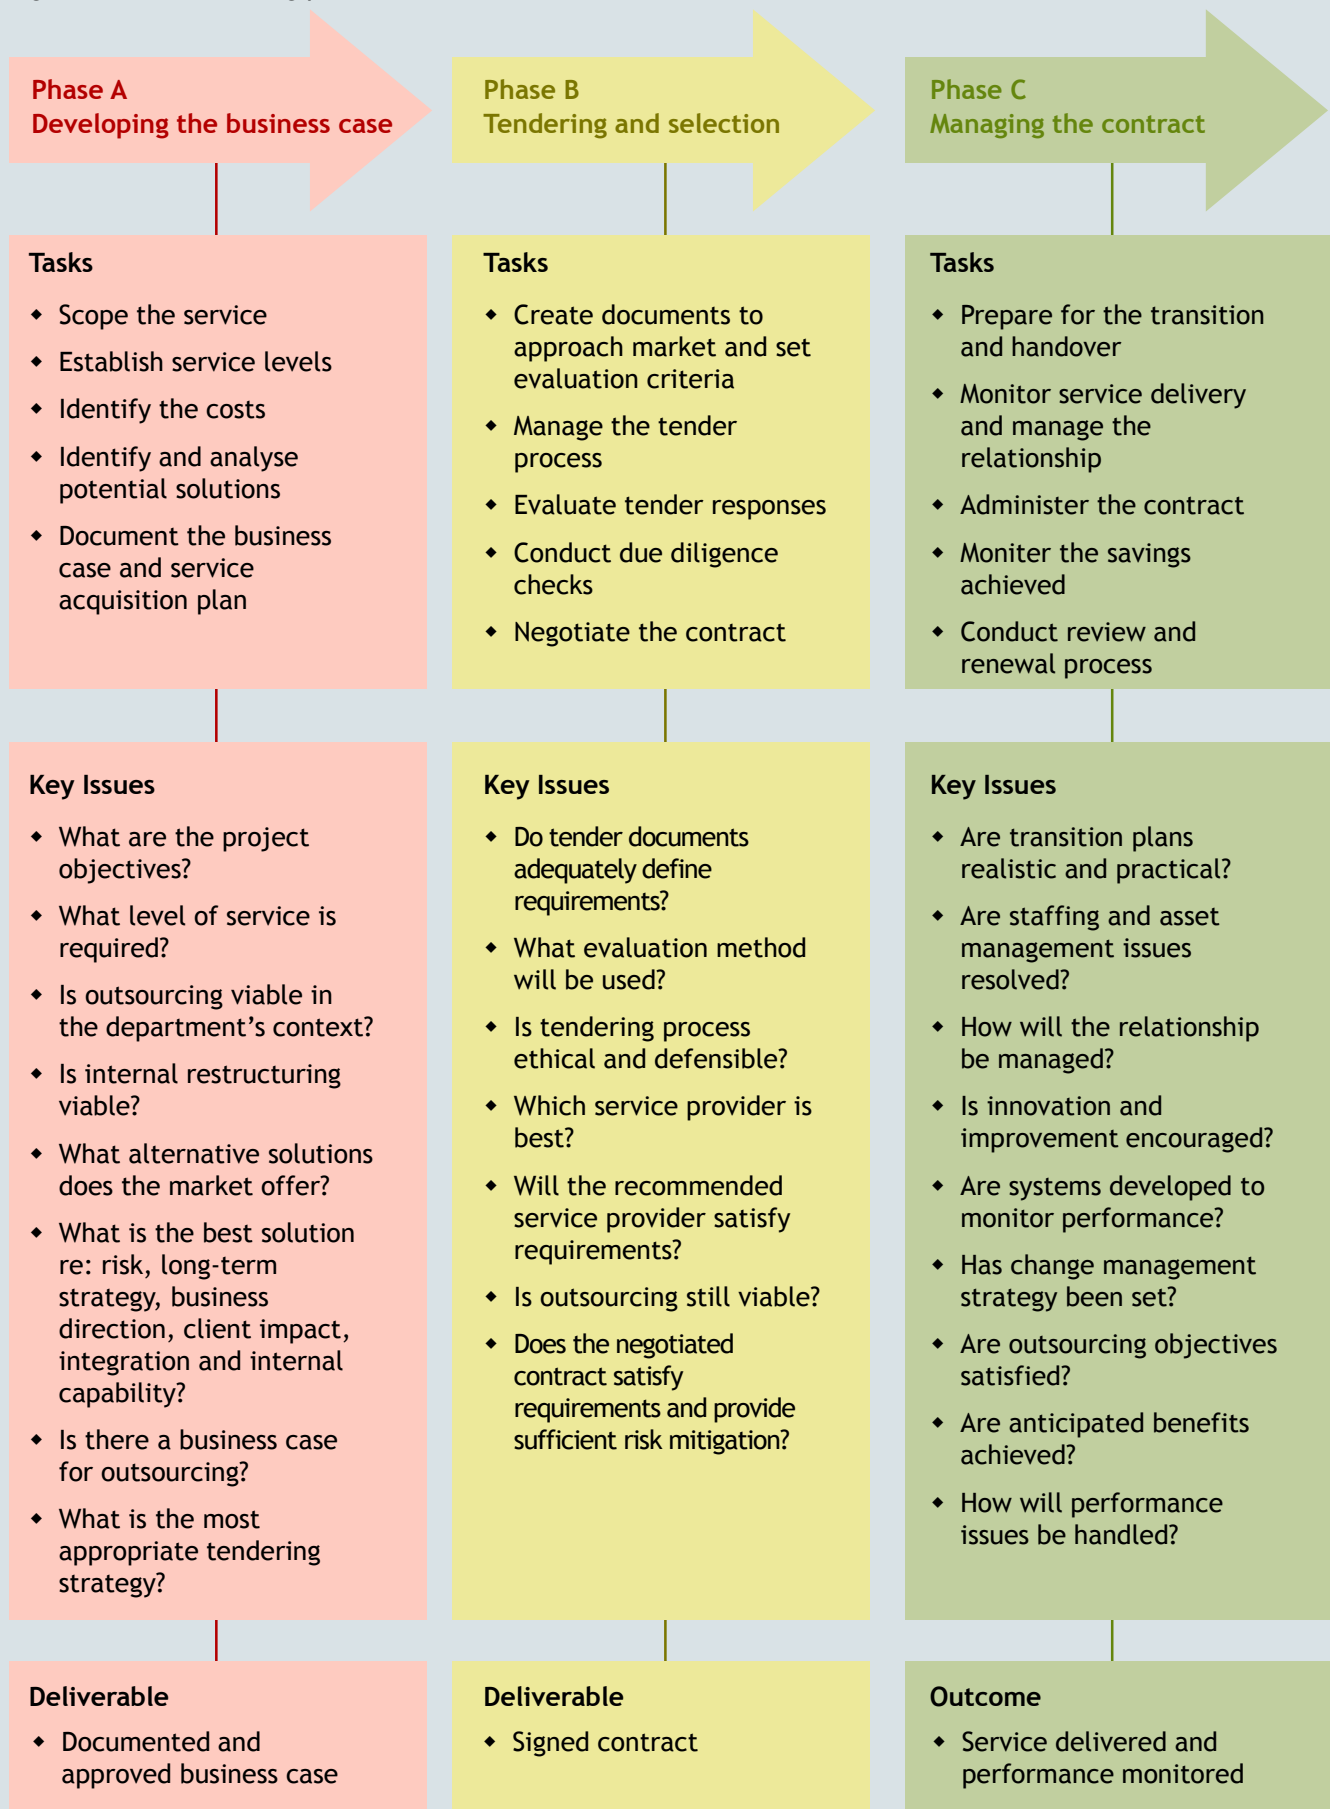 Phase A
Developing the business case
Tasks
◆ Scope the service
◆ Establish service levels
◆ Identify the costs
◆ Identify and analyse
potential solutions
◆ Document the business
case and service
acquisition plan
Key Issues
◆ What are the project
objectives?
◆ What level of service is
required?
◆ Is outsourcing viable in
the department's context?
◆ Is internal restructuring
viable?
◆ What alternative solutions
does the market offer?
◆ What is the best solution
re: risk, long-term
strategy, business
direction, client impact,
integration and internal
capability?
◆ Is there a business case
for outsourcing?
◆ What is the most
appropriate tendering
strategy?
Deliverable
◆ Documented and
approved business case
Phase B
Tendering and selection
Tasks
◆ Create documents to
approach market and set
evaluation criteria
◆ Manage the tender
process
◆ Evaluate tender responses
◆ Conduct due diligence
checks
◆ Negotiate the contract
Key Issues
◆ Do tender documents
adequately define
requirements?
◆ What evaluation method
will be used?
◆ Is tendering process
ethical and defensible?
◆ Which service provider is
best?
◆ Will the recommended
service provider satisfy
requirements?
◆ Is outsourcing still viable?
◆ Does the negotiated
contract satisfy
requirements and provide
sufficient risk mitigation?
Deliverable
◆ Signed contract
Phase C
Managing the contract
Tasks
◆ Prepare for the transition
and handover
◆ Monitor service delivery
and manage the
relationship
◆ Administer the contract
◆ Moniter the savings
achieved
◆ Conduct review and
renewal process
Key Issues
◆ Are transition plans
realistic and practical?
◆ Are staffing and asset
management issues
resolved?
◆ How will the relationship
be managed?
◆ Is innovation and
improvement encouraged?
◆ Are systems developed to
monitor performance?
◆ Has change management
strategy been set?
◆ Are outsourcing objectives
satisfied?
◆ Are anticipated benefits
achieved?
◆ How will performance
issues be handled?
Outcome
◆ Service delivered and
performance monitored